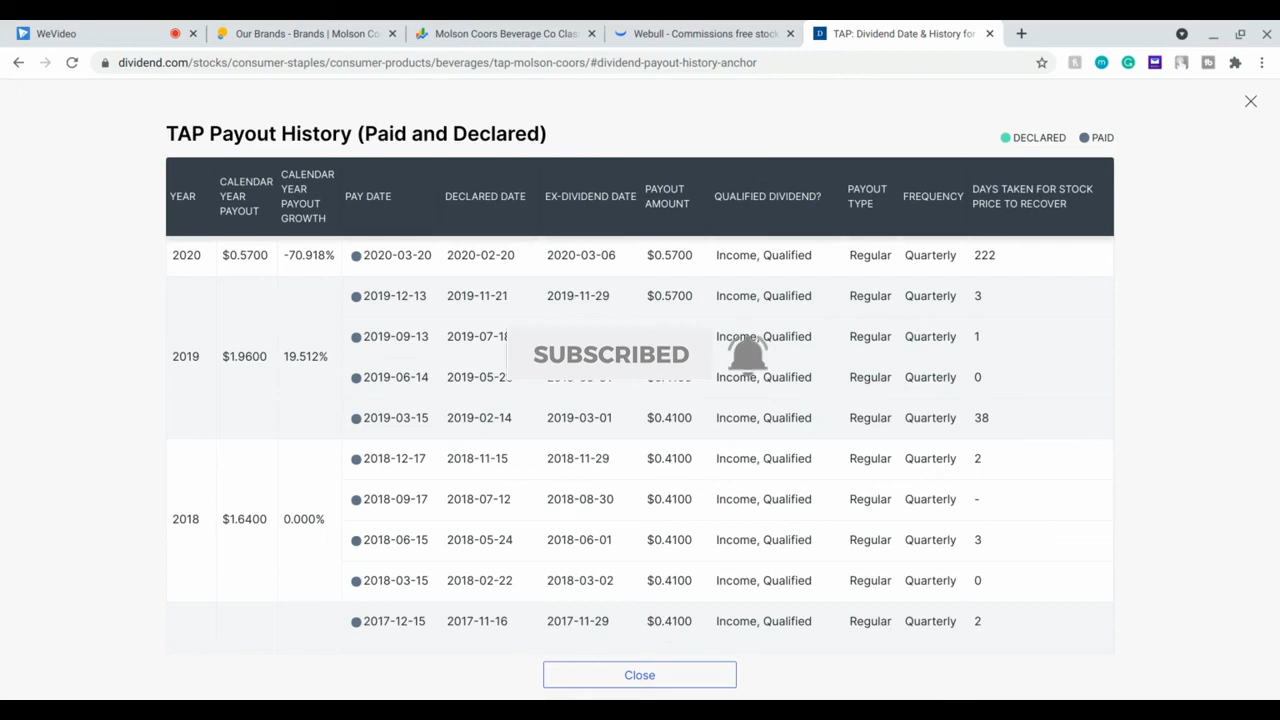 WeVideo
Our Brands - Brands | Molson Co
Molson Coors Beverage Co Clas
Webull - Commissions free stock
TAP: Dividend Date & History for
dividend.com/stocks/consumer-staples/consumer-products/beverages/tap-molson-coors/#dividend-payout-history-anchor
TAP Payout History (Paid and Declared)
DECLARED PAID
YEAR CALENDAR YEAR PAYOUT CALENDAR YEAR PAYOUT GROWTH PAY DATE DECLARED DATE EX-DIVIDEND DATE PAYOUT AMOUNT QUALIFIED DIVIDEND? PAYOUT TYPE FREQUENCY DAYS TAKEN FOR STOCK PRICE TO RECOVER
2020 $0.5700 -70.918% 2020-03-20 2020-02-20 2020-03-06 $0.5700 Income, Qualified Regular Quarterly 222
2019-12-13 2019-11-21 2019-11-29 $0.5700 Income, Qualified Regular Quarterly 3
2019-09-13 2019-07-18 Income, Qualified Regular Quarterly 1
2019 $1.9600 19.512%
SUBSCRIBED
2019-06-14 Income, Qualified Regular Quarterly 0
2019-03-15 2019-02-14 2019-03-01 $0.4100 Income, Qualified Regular Quarterly 38
2018-12-17 2018-11-15 2018-11-29 $0.4100 Income, Qualified Regular Quarterly 2
2018-09-17 2018-07-12 2018-08-30 $0.4100 Income, Qualified Regular Quarterly -
2018 $1.6400 0.000%
2018-06-15 2018-05-24 2018-06-01 $0.4100 Income, Qualified Regular Quarterly 3
2018-03-15 2018-02-22 2018-03-02 $0.4100 Income, Qualified Regular Quarterly 0
2017-12-15 2017-11-16 2017-11-29 $0.4100 Income, Qualified Regular Quarterly 2
Close